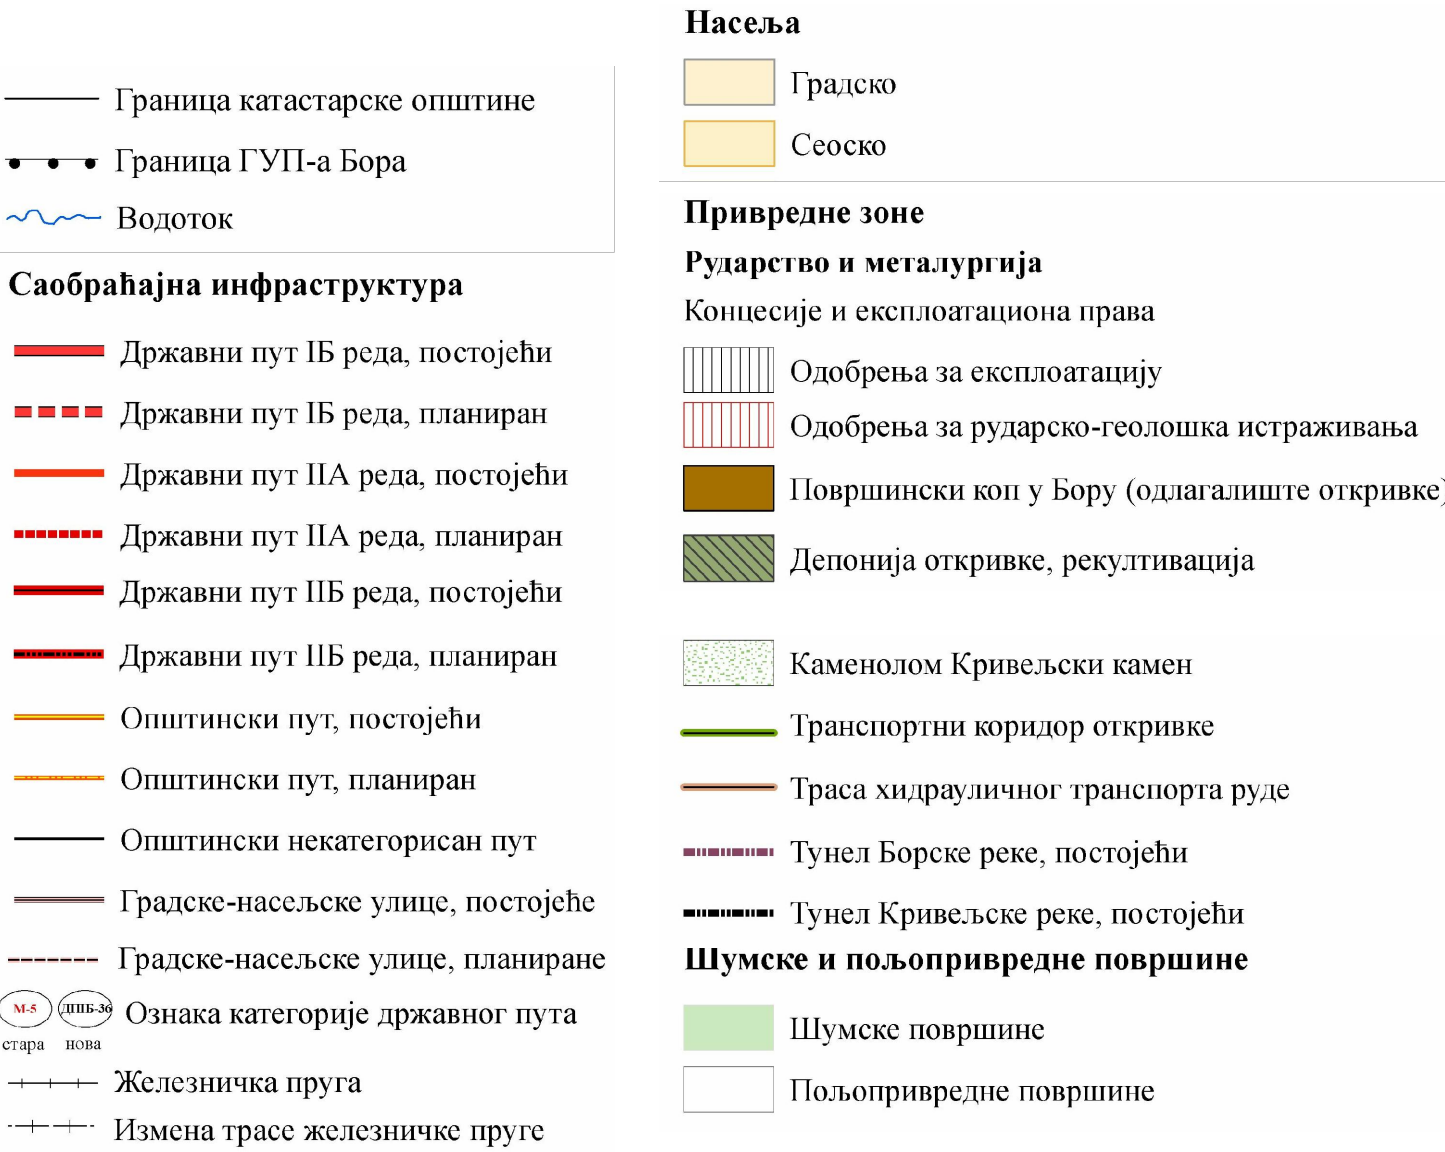 Граница катастарске општине
Граница ГУП-а Бора
Водоток
Саобраћајна инфраструктура
Државни пут IБ реда, постојећи
Државни пут IБ реда, планиран
Државни пут IIА реда, постојећи
Државни пут IIА реда, планиран
Државни пут IIБ реда, постојећи
Државни пут IIБ реда, планиран
Општински пут, постојећи
Општински пут, планиран
Општински некатегорисан пут
Градске-насељске улице, постојеће
Градске-насељске улице, планиране
М-5 ДПIIБ-36 Ознака категорије државног пута
стара нова
Железничка пруга
Измена трасе железничке пруге
Насеља
Градско
Сеоско
Привредне зоне
Рударство и металургија
Концесије и експлоатациона права
Одобрења за експлоатацију
Одобрења за рударско-геолошка истраживања
Површински коп у Бору (одлагалиште откривке)
Депонија откривке, рекултивација
Каменолом Кривељски камен
Транспортни коридор откривке
Траса хидрауличног транспорта руде
Тунел Борске реке, постојећи
Тунел Кривељске реке, постојећи
Шумске и пољопривредне површине
Шумске површине
Пољопривредне површине